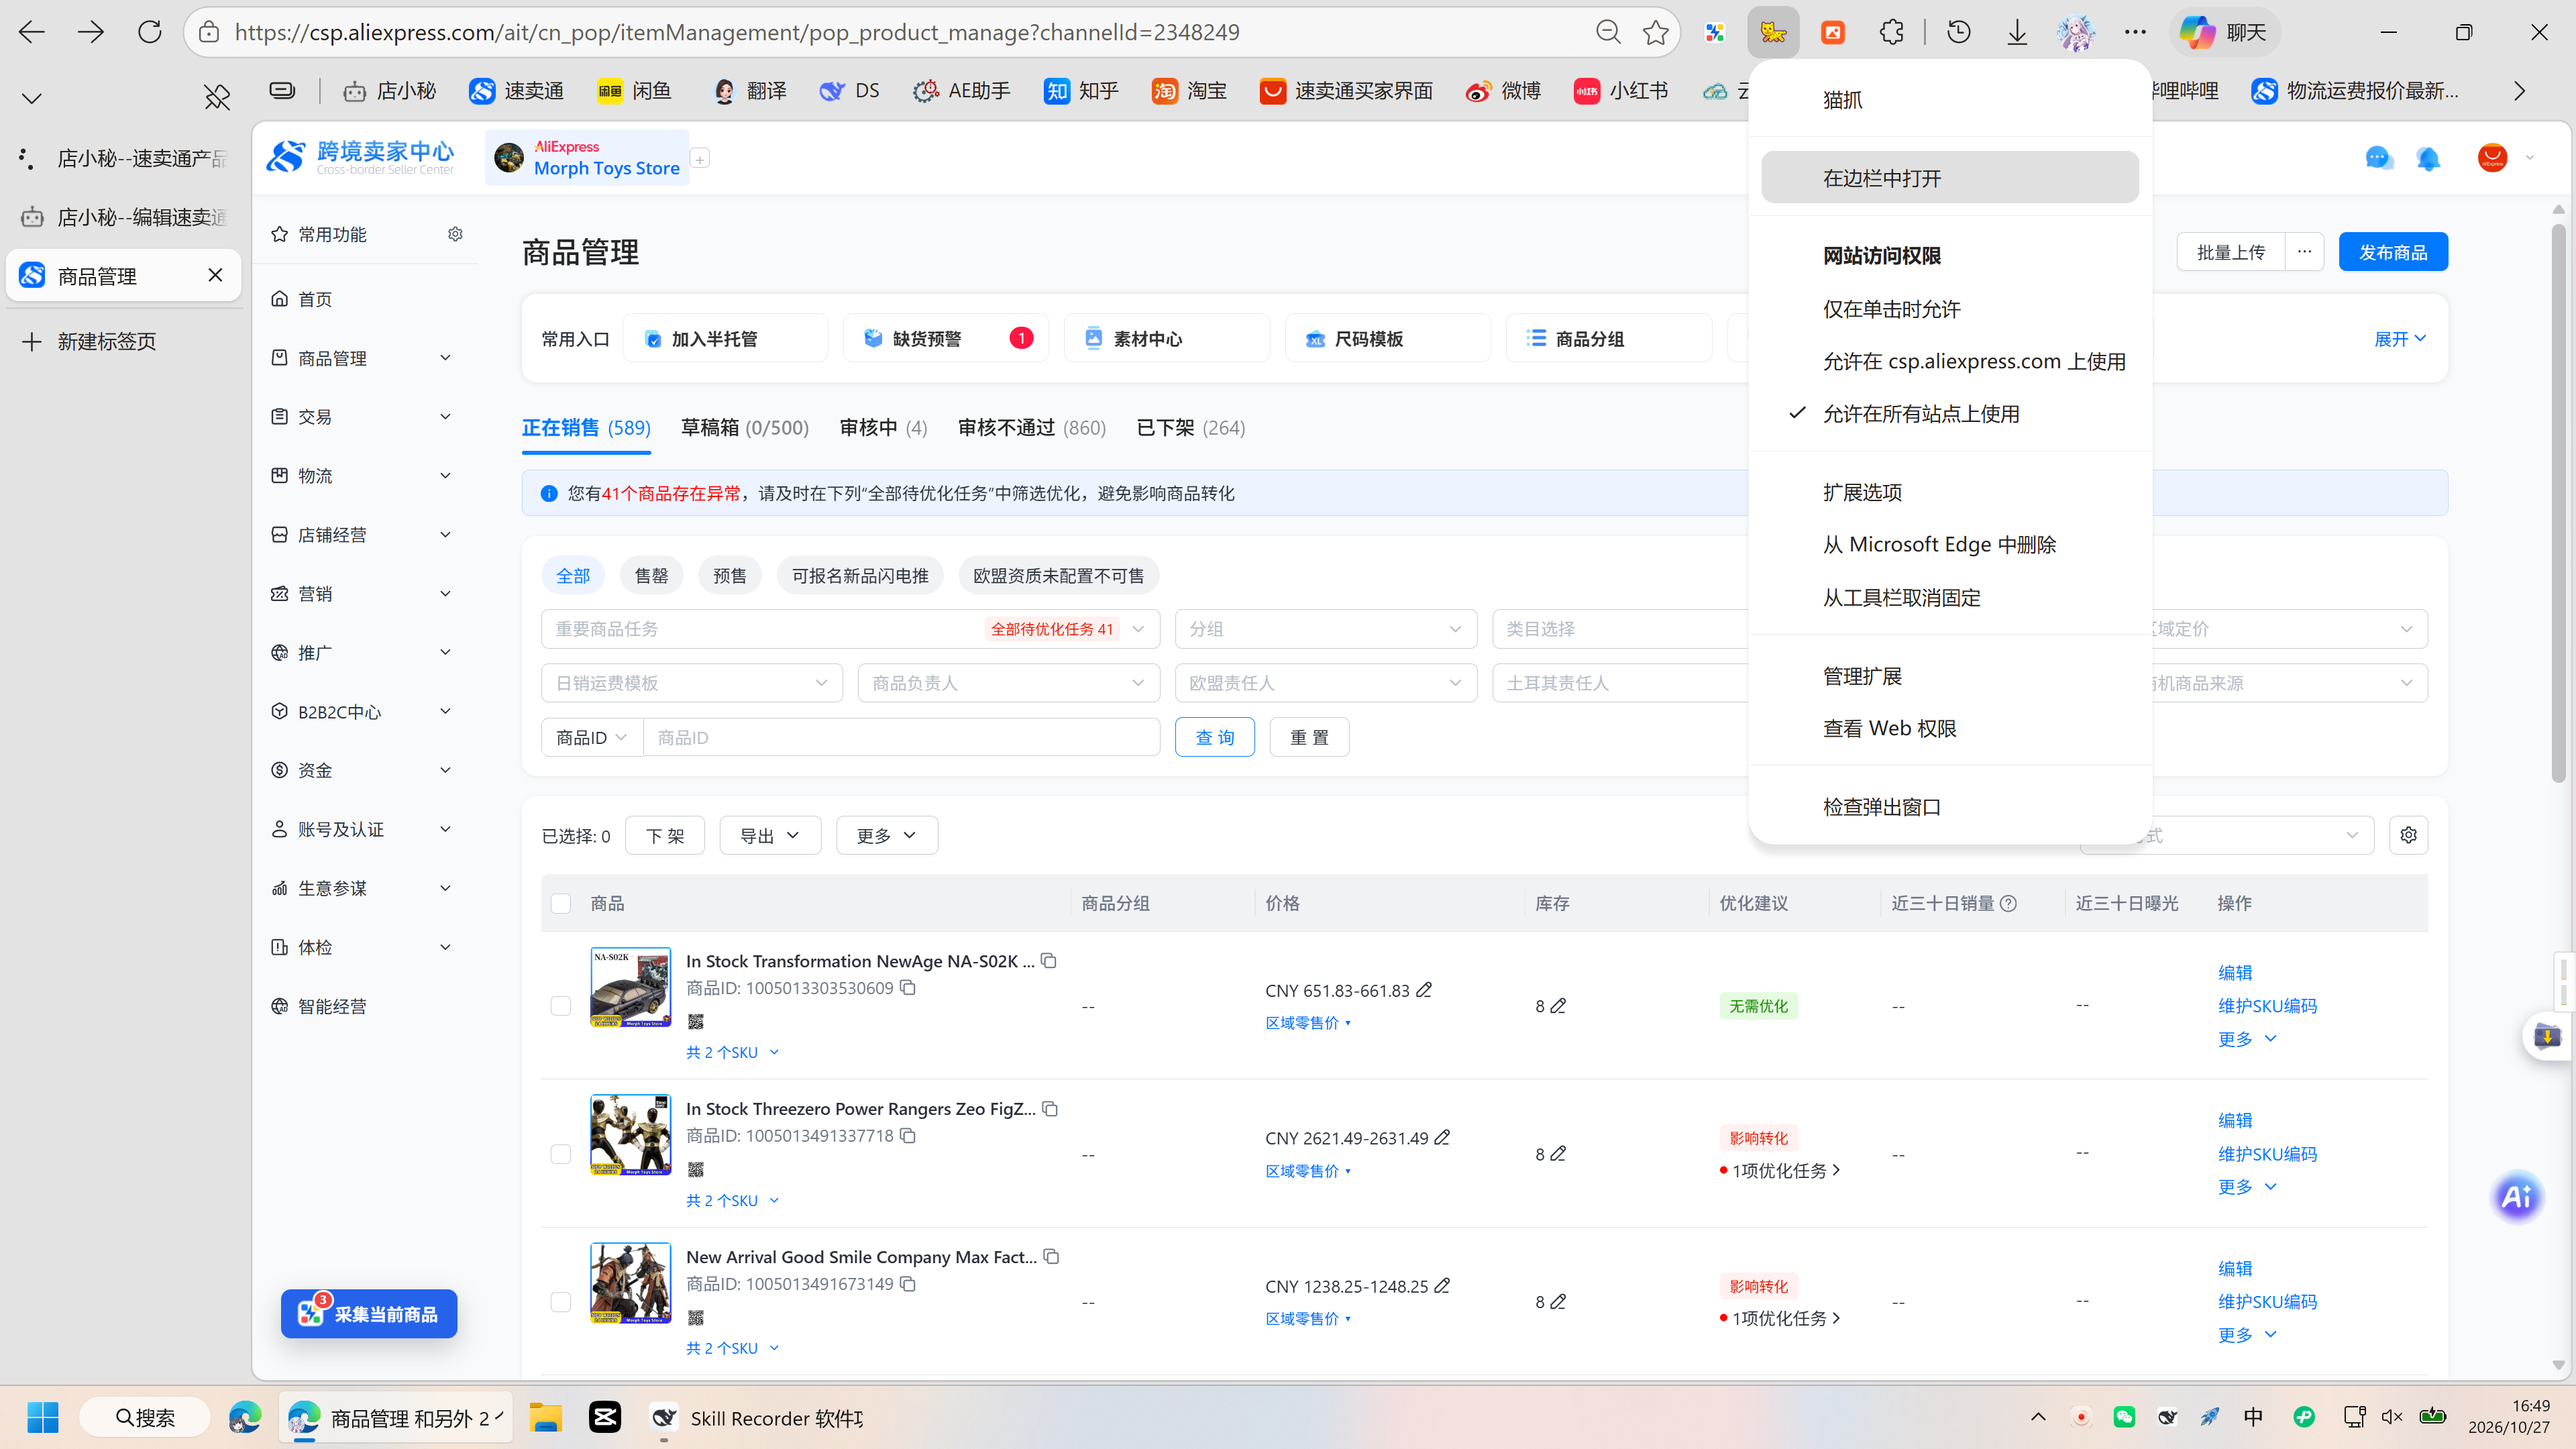 https://csp.aliexpress.com/ait/cn_pop/itemManagement/pop_product_manage?channelId=2348249
聊天
店小秘
速卖通
闲鱼
翻译
DS
AE助手
知乎
淘宝
速卖通买家界面
微博
小红书
哔哩哔哩
物流运费报价最新...
店小秘--速卖通产品
店小秘--编辑速卖通
商品管理
新建标签页
跨境卖家中心
Cross-border Seller Center
AliExpress
Morph Toys Store
常用功能
首页
商品管理
交易
物流
店铺经营
营销
推广
B2B2C中心
资金
账号及认证
生意参谋
体检
智能经营
3
采集当前商品
商品管理
批量上传
...
发布商品
常用入口
加入半托管
缺货预警
1
素材中心
尺码模板
商品分组
展开
正在销售 (589)
草稿箱 (0/500)
审核中 (4)
审核不通过 (860)
已下架 (264)
您有41个商品存在异常，请及时在下列“全部待优化任务”中筛选优化，避免影响商品转化
全部
售罄
预售
可报名新品闪电推
欧盟资质未配置不可售
重要商品任务
全部待优化任务 41
分组
类目选择
区域定价
日销运费模板
商品负责人
欧盟责任人
土耳其责任人
机商品来源
商品ID
商品ID
查 询
重 置
已选择: 0
下 架
导出
更多
式
商品
商品分组
价格
库存
优化建议
近三十日销量
近三十日曝光
操作
NA-S02K
In Stock Transformation NewAge NA-S02K ...
商品ID: 1005013303530609
共 2 个SKU
--
CNY 651.83-661.83
区域零售价
8
无需优化
--
--
编辑
维护SKU编码
更多
In Stock Threezero Power Rangers Zeo FigZ...
商品ID: 1005013491337718
共 2 个SKU
--
CNY 2621.49-2631.49
区域零售价
8
影响转化
1项优化任务
--
--
编辑
维护SKU编码
更多
New Arrival Good Smile Company Max Fact...
商品ID: 1005013491673149
共 2 个SKU
--
CNY 1238.25-1248.25
区域零售价
8
影响转化
1项优化任务
--
--
编辑
维护SKU编码
更多
猫抓
在边栏中打开
网站访问权限
仅在单击时允许
允许在 csp.aliexpress.com 上使用
允许在所有站点上使用
扩展选项
从 Microsoft Edge 中删除
从工具栏取消固定
管理扩展
查看 Web 权限
检查弹出窗口
Ai
搜索
商品管理 和另外 2 个
Skill Recorder 软件项
中
16:49
2026/10/27